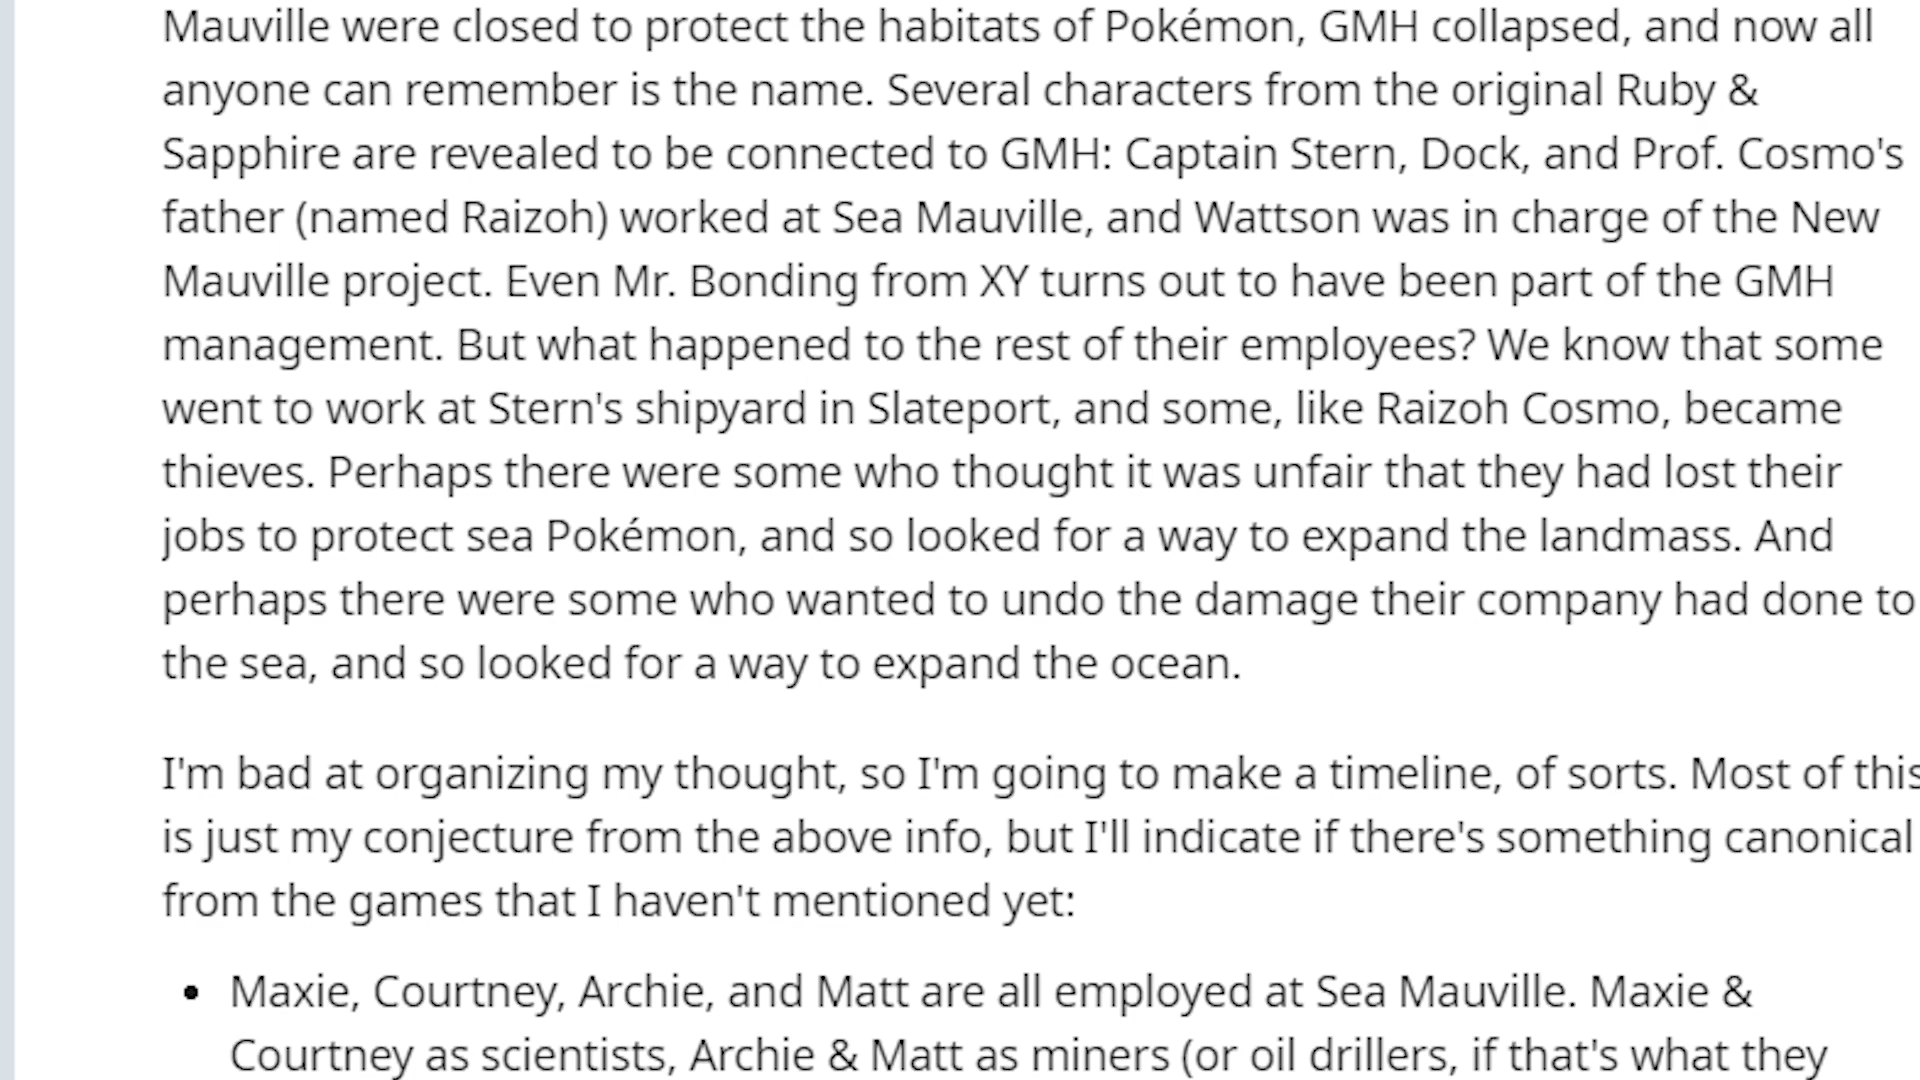 Mauville were closed to protect the habitats of Pokémon, GMH collapsed, and now all
anyone can remember is the name. Several characters from the original Ruby &
Sapphire are revealed to be connected to GMH: Captain Stern, Dock, and Prof. Cosmo's
father (named Raizoh) worked at Sea Mauville, and Wattson was in charge of the New
Mauville project. Even Mr. Bonding from XY turns out to have been part of the GMH
management. But what happened to the rest of their employees? We know that some
went to work at Stern's shipyard in Slateport, and some, like Raizoh Cosmo, became
thieves. Perhaps there were some who thought it was unfair that they had lost their
jobs to protect sea Pokémon, and so looked for a way to expand the landmass. And
perhaps there were some who wanted to undo the damage their company had done to
the sea, and so looked for a way to expand the ocean.
I'm bad at organizing my thought, so I'm going to make a timeline, of sorts. Most of this
is just my conjecture from the above info, but I'll indicate if there's something canonical
from the games that I haven't mentioned yet:
• Maxie, Courtney, Archie, and Matt are all employed at Sea Mauville. Maxie &
Courtney as scientists, Archie & Matt as miners (or oil drillers, if that's what they